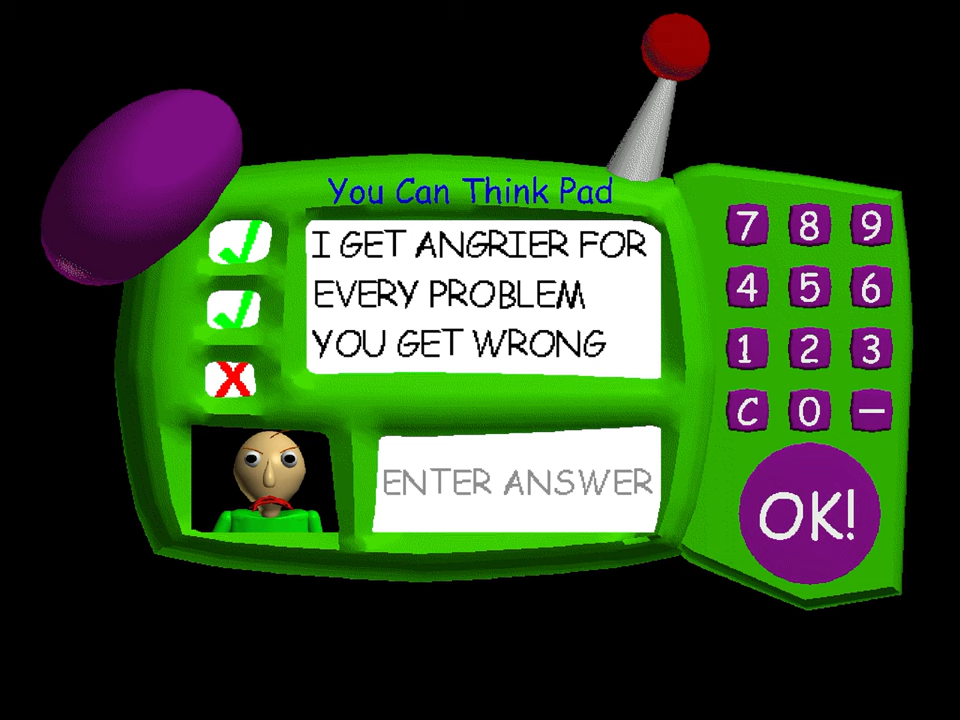 You Can Think Pad
I GET ANGRIER FOR
EVERY PROBLEM
YOU GET WRONG
ENTER ANSWER
7 8 9
4 5 6
1 2 3
C 0 —
OK!